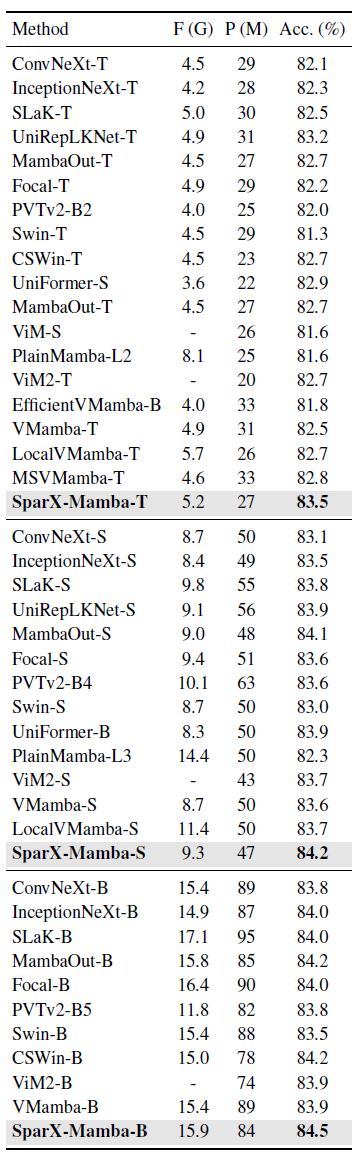 Method F (G) P (M) Acc. (%)
ConvNeXt-T 4.5 29 82.1
InceptionNeXt-T 4.2 28 82.3
SLaK-T 5.0 30 82.5
UniRepLKNet-T 4.9 31 83.2
MambaOut-T 4.5 27 82.7
Focal-T 4.9 29 82.2
PVTv2-B2 4.0 25 82.0
Swin-T 4.5 29 81.3
CSWin-T 4.5 23 82.7
UniFormer-S 3.6 22 82.9
MambaOut-T 4.5 27 82.7
ViM-S - 26 81.6
PlainMamba-L2 8.1 25 81.6
ViM2-T - 20 82.7
EfficientVMamba-B 4.0 33 81.8
VMamba-T 4.9 31 82.5
LocalVMamba-T 5.7 26 82.7
MSVMamba-T 4.6 33 82.8
SparX-Mamba-T 5.2 27 83.5
ConvNeXt-S 8.7 50 83.1
InceptionNeXt-S 8.4 49 83.5
SLaK-S 9.8 55 83.8
UniRepLKNet-S 9.1 56 83.9
MambaOut-S 9.0 48 84.1
Focal-S 9.4 51 83.6
PVTv2-B4 10.1 63 83.6
Swin-S 8.7 50 83.0
UniFormer-B 8.3 50 83.9
PlainMamba-L3 14.4 50 82.3
ViM2-S - 43 83.7
VMamba-S 8.7 50 83.6
LocalVMamba-S 11.4 50 83.7
SparX-Mamba-S 9.3 47 84.2
ConvNeXt-B 15.4 89 83.8
InceptionNeXt-B 14.9 87 84.0
SLaK-B 17.1 95 84.0
MambaOut-B 15.8 85 84.2
Focal-B 16.4 90 84.0
PVTv2-B5 11.8 82 83.8
Swin-B 15.4 88 83.5
CSWin-B 15.0 78 84.2
ViM2-B - 74 83.9
VMamba-B 15.4 89 83.9
SparX-Mamba-B 15.9 84 84.5